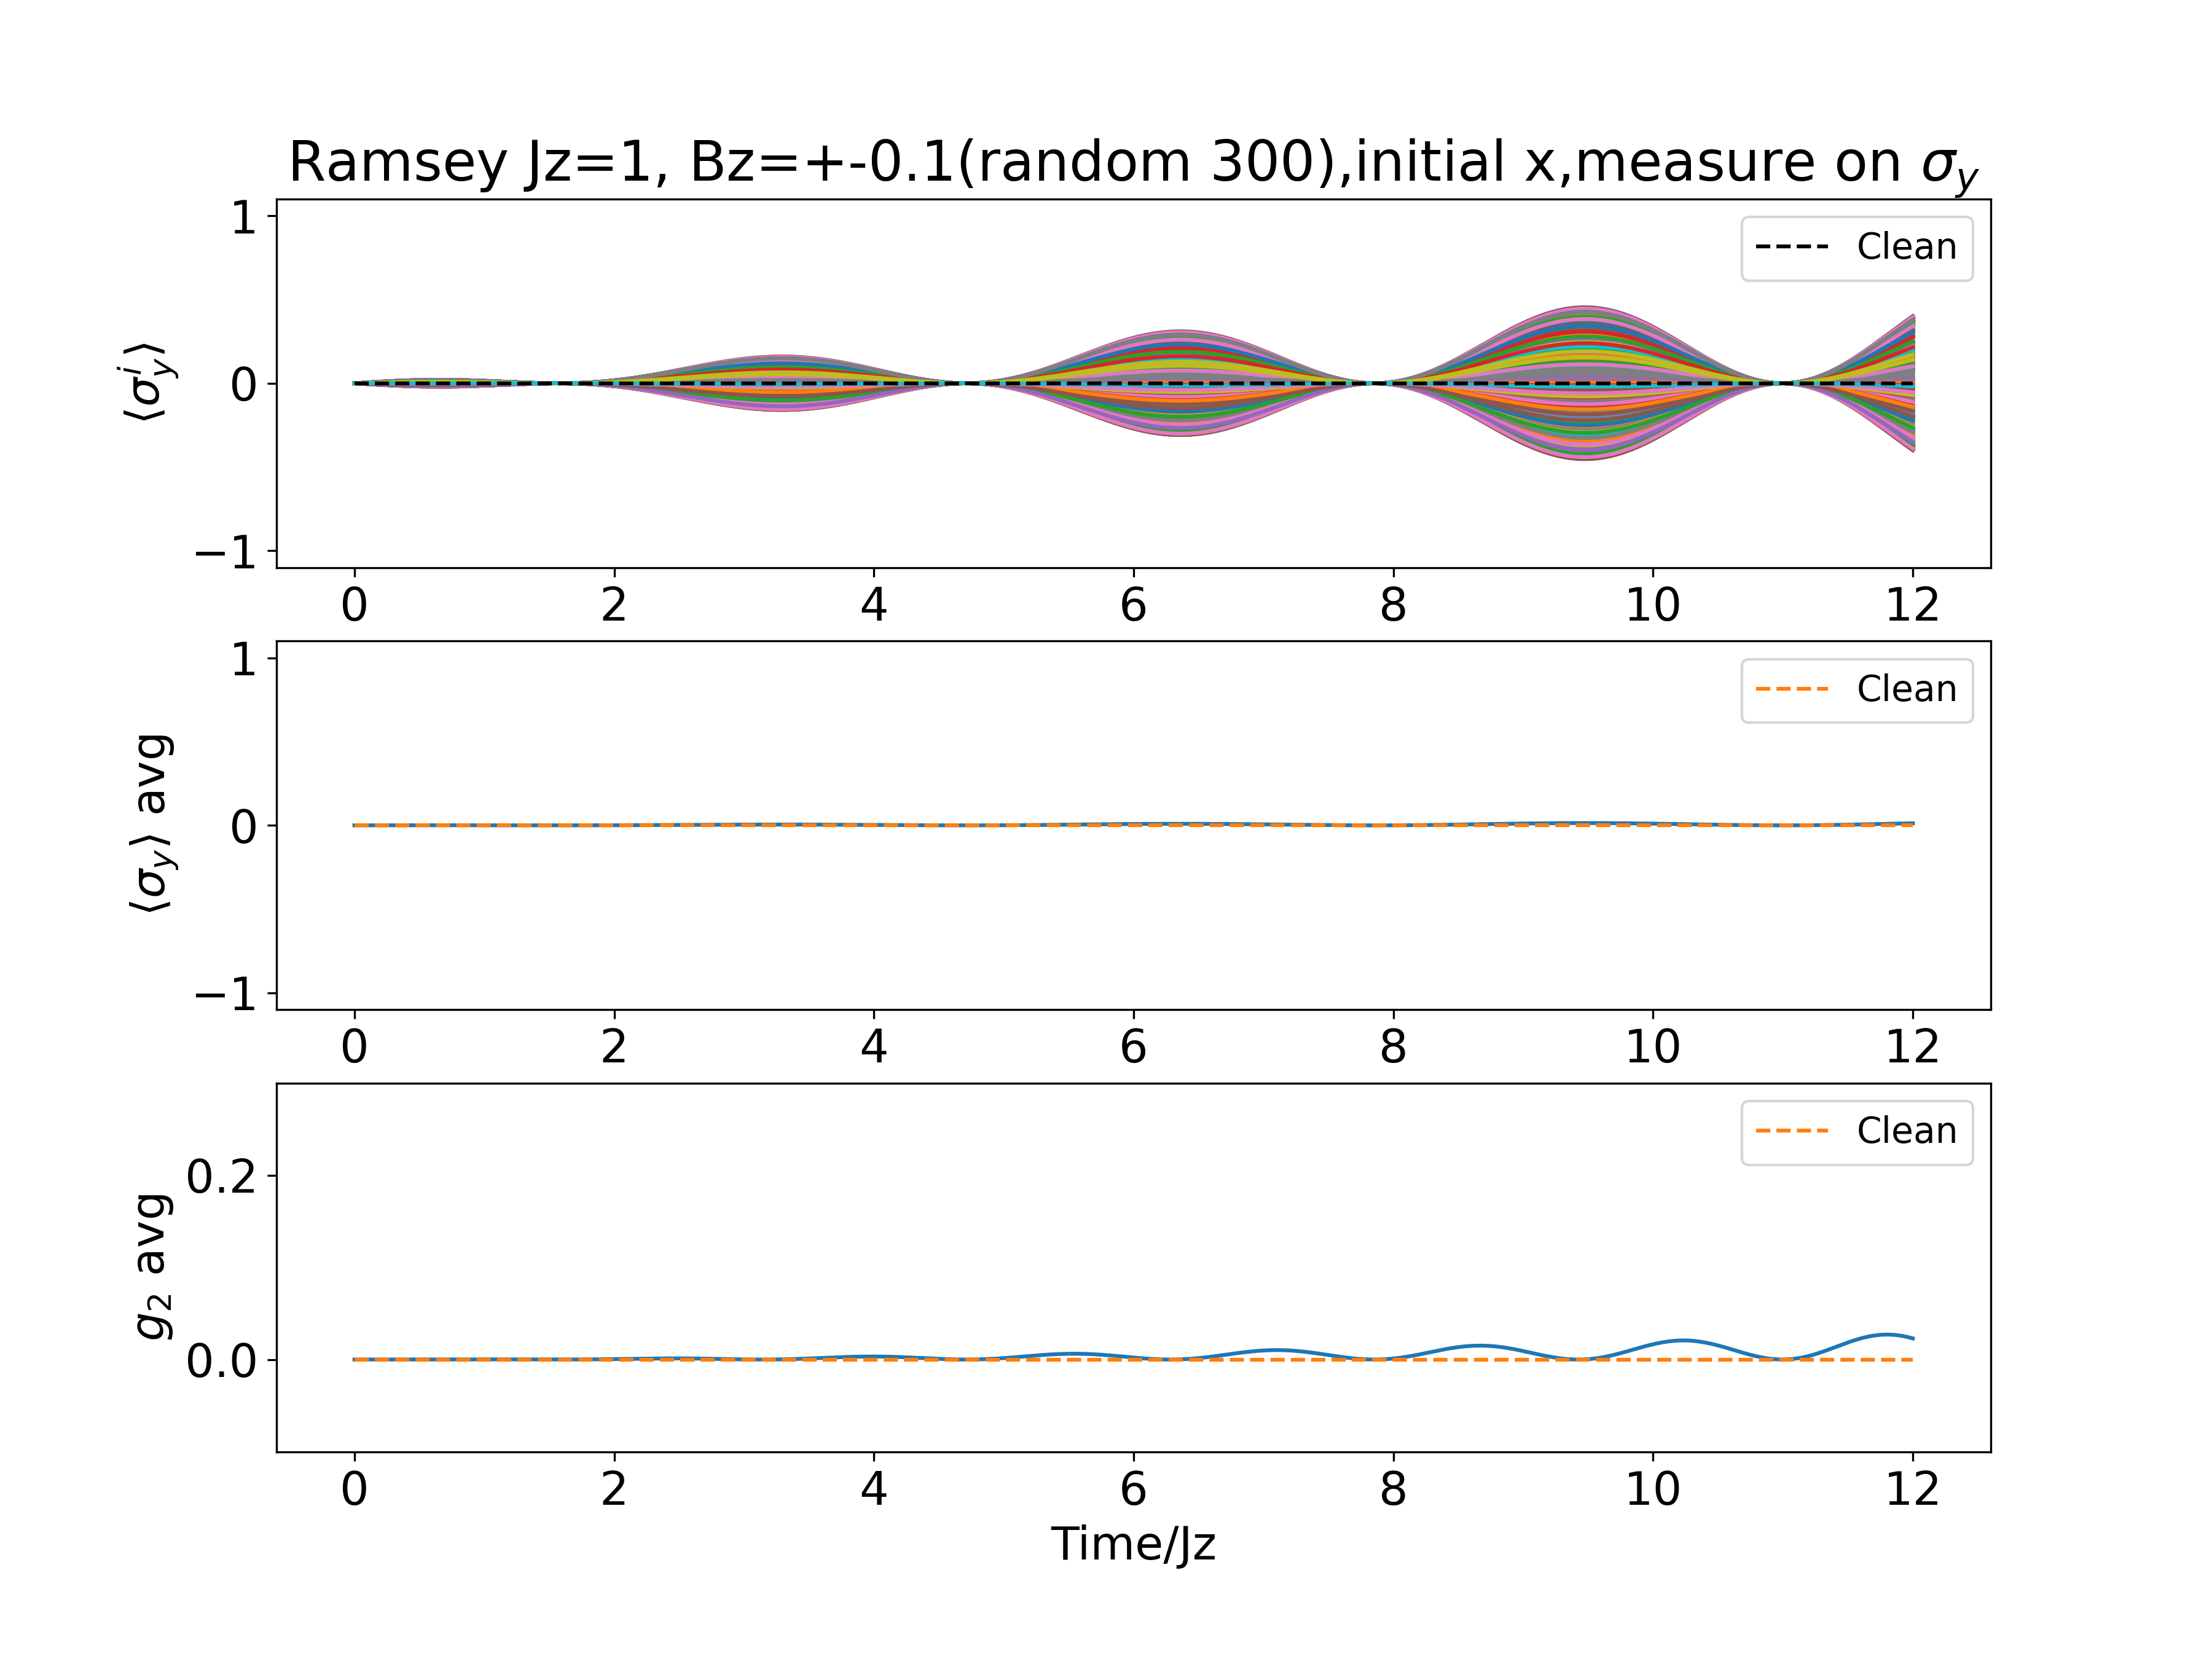 Ramsey Jz=1, Bz=+-0.1(random 300),initial x,measure on σ_y
⟨σ_y^i⟩
1
0
−1
Clean
0 2 4 6 8 10 12
⟨σ_y⟩ avg
1
0
−1
Clean
0 2 4 6 8 10 12
g₂ avg
0.2
0.0
Clean
0 2 4 6 8 10 12
Time/Jz